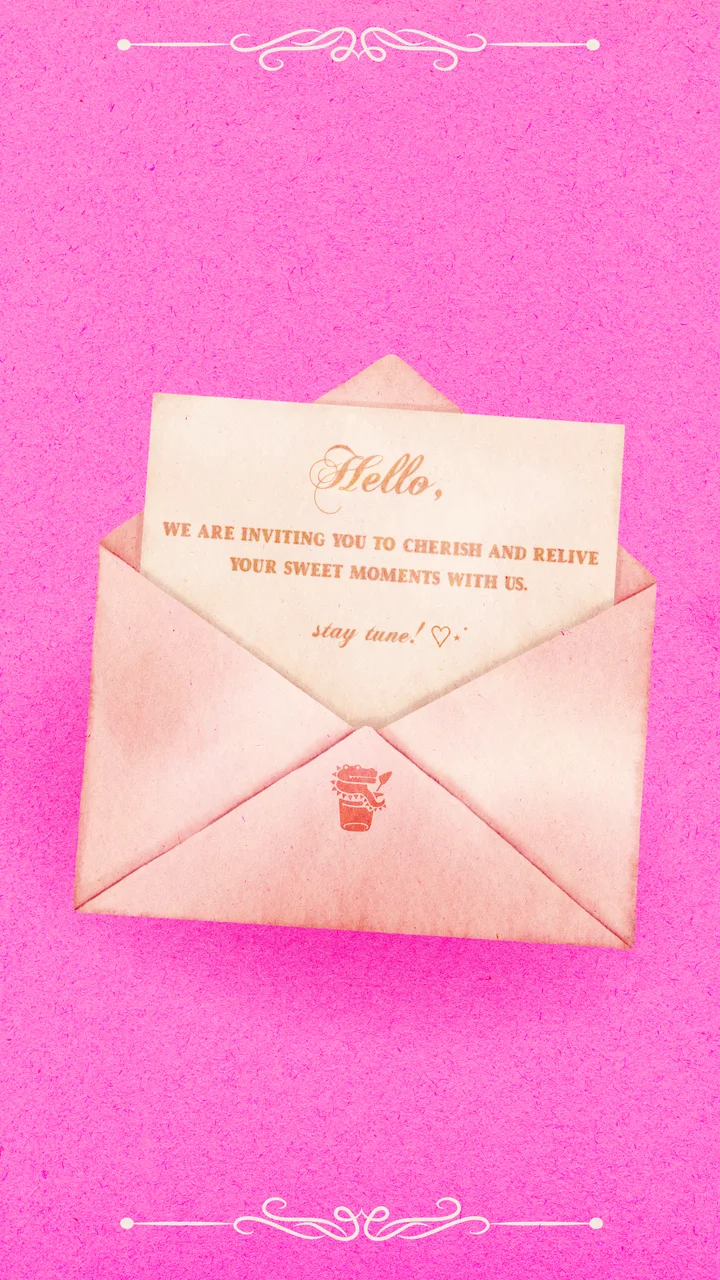 Hello,
WE ARE INVITING YOU TO CHERISH AND RELIVE
YOUR SWEET MOMENTS WITH US.
stay tune! ♡⋆˙